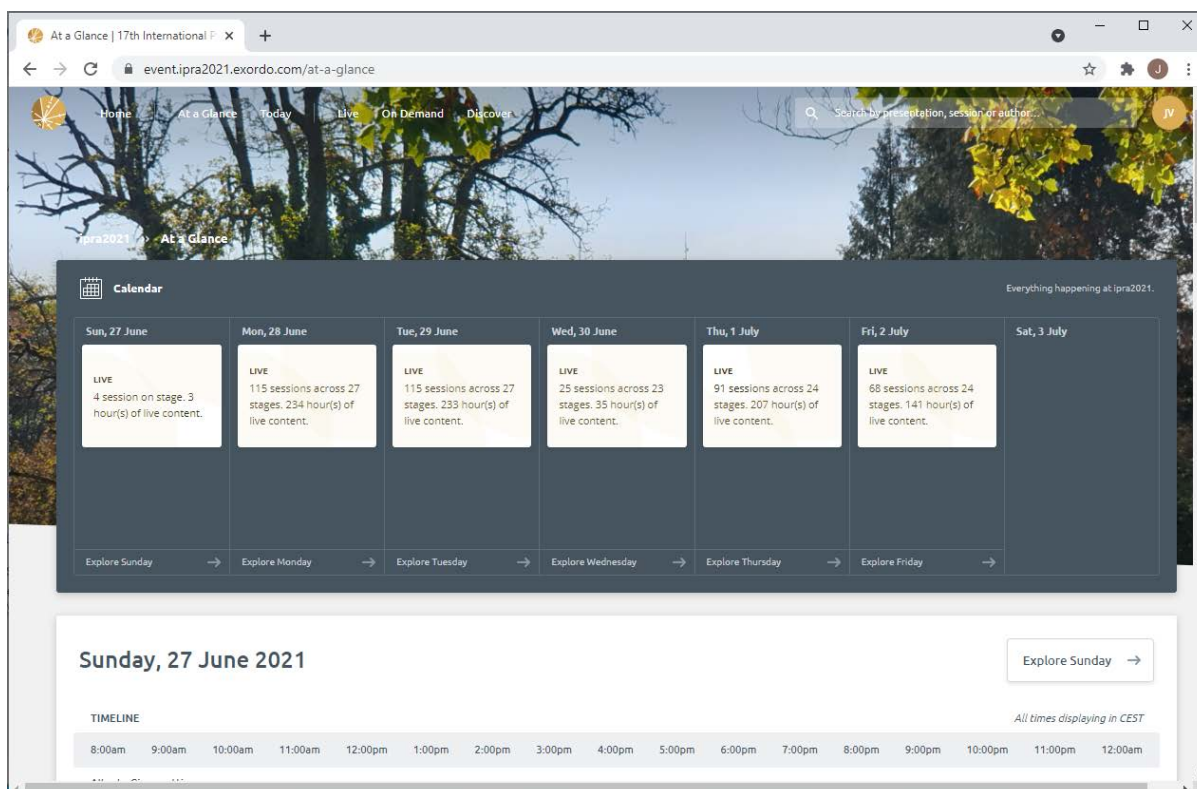 At a Glance | 17th International P
event.ipra2021.exordo.com/at-a-glance
J
Home At a Glance Today Live On Demand Discover Search by presentation, session or author... JV
ipra2021 >> At a Glance
Calendar
Everything happening at ipra2021.
Sun, 27 June
LIVE
4 session on stage. 3
hour(s) of live content.
Explore Sunday
Mon, 28 June
LIVE
115 sessions across 27
stages. 234 hour(s) of
live content.
Explore Monday
Tue, 29 June
LIVE
115 sessions across 27
stages. 233 hour(s) of
live content.
Explore Tuesday
Wed, 30 June
LIVE
25 sessions across 23
stages. 35 hour(s) of
live content.
Explore Wednesday
Thu, 1 July
LIVE
91 sessions across 24
stages. 207 hour(s) of
live content.
Explore Thursday
Fri, 2 July
LIVE
68 sessions across 24
stages. 141 hour(s) of
live content.
Explore Friday
Sat, 3 July
Sunday, 27 June 2021
Explore Sunday
TIMELINE
All times displaying in CEST
8:00am 9:00am 10:00am 11:00am 12:00pm 1:00pm 2:00pm 3:00pm 4:00pm 5:00pm 6:00pm 7:00pm 8:00pm 9:00pm 10:00pm 11:00pm 12:00am